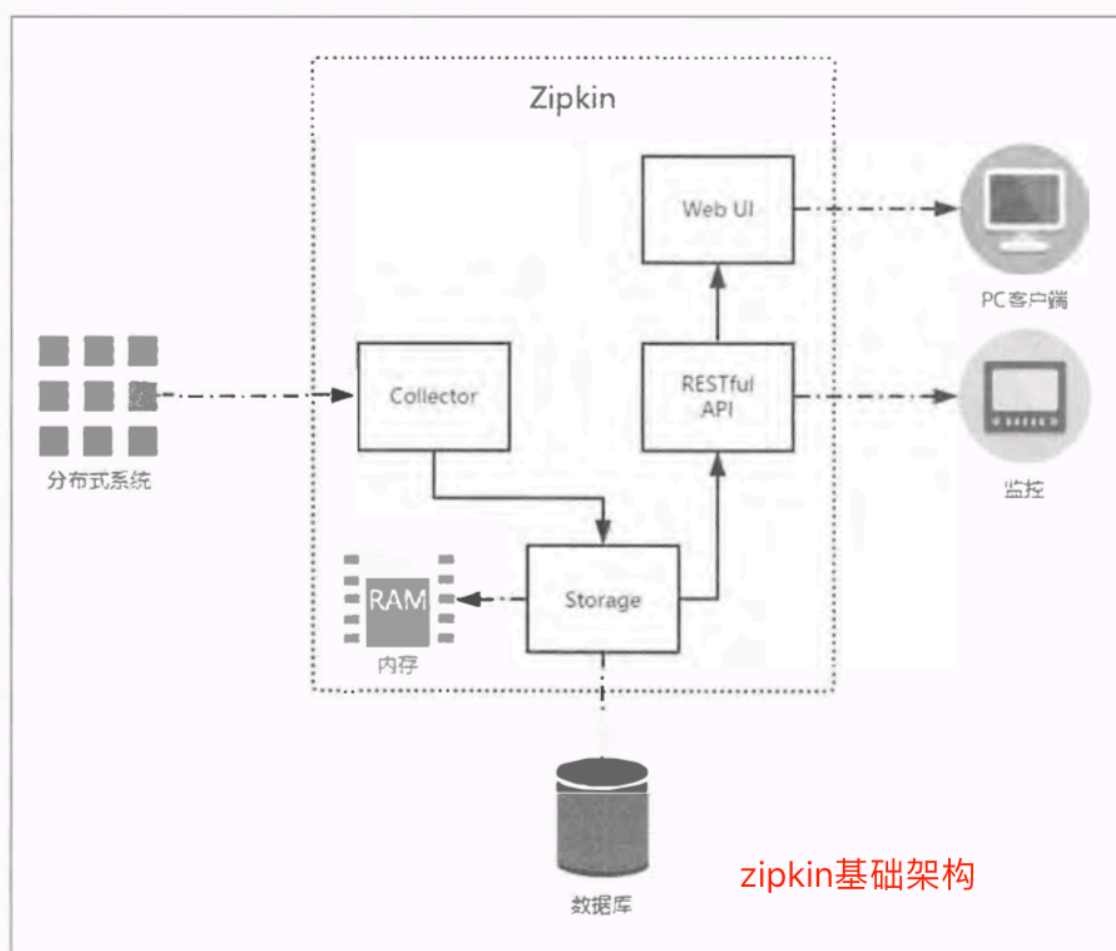 Zipkin
Web UI
PC客户端
Collector
RESTful
API
分布式系统
监控
RAM
内存
Storage
数据库
zipkin基础架构